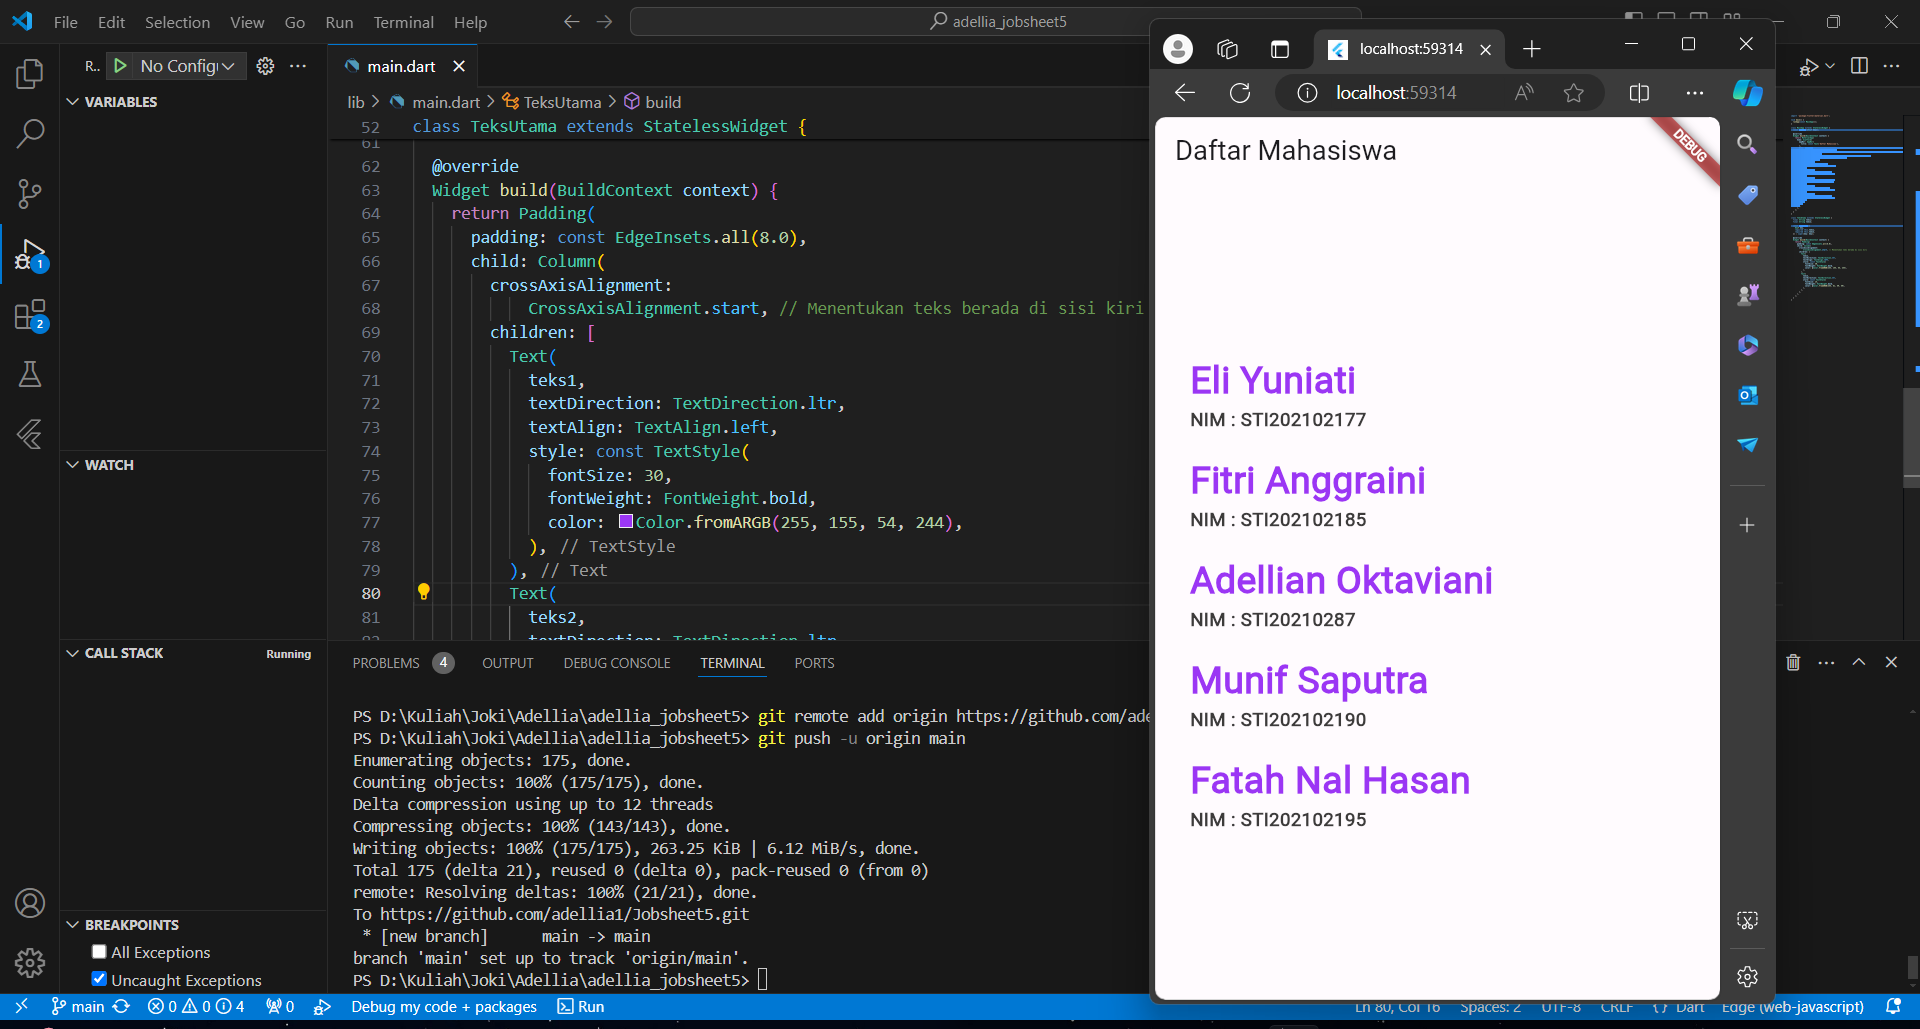 File Edit Selection View Go Run Terminal Help
adellia_jobsheet5
R.. No Config
VARIABLES
WATCH
CALL STACK
Running
BREAKPOINTS
All Exceptions
Uncaught Exceptions
1
2
main.dart
lib > main.dart > TeksUtama > build
52 class TeksUtama extends StatelessWidget {
61
62 @override
63 Widget build(BuildContext context) {
64 return Padding(
65 padding: const EdgeInsets.all(8.0),
66 child: Column(
67 crossAxisAlignment:
68 CrossAxisAlignment.start, // Menentukan teks berada di sisi kiri
69 children: [
70 Text(
71 teks1,
72 textDirection: TextDirection.ltr,
73 textAlign: TextAlign.left,
74 style: const TextStyle(
75 fontSize: 30,
76 fontWeight: FontWeight.bold,
77 color: Color.fromARGB(255, 155, 54, 244),
78 ), // TextStyle
79 ), // Text
80 Text(
81 teks2,
82 textDirection: TextDirection.ltr
PROBLEMS 4 OUTPUT DEBUG CONSOLE TERMINAL PORTS
PS D:\Kuliah\Joki\Adellia\adellia_jobsheet5> git remote add origin https://github.com/ade
PS D:\Kuliah\Joki\Adellia\adellia_jobsheet5> git push -u origin main
Enumerating objects: 175, done.
Counting objects: 100% (175/175), done.
Delta compression using up to 12 threads
Compressing objects: 100% (143/143), done.
Writing objects: 100% (175/175), 263.25 KiB | 6.12 MiB/s, done.
Total 175 (delta 21), reused 0 (delta 0), pack-reused 0 (from 0)
remote: Resolving deltas: 100% (21/21), done.
To https://github.com/adellia1/Jobsheet5.git
* [new branch] main -> main
branch 'main' set up to track 'origin/main'.
PS D:\Kuliah\Joki\Adellia\adellia_jobsheet5>
localhost:59314
localhost:59314
Daftar Mahasiswa
DEBUG
Eli Yuniati
NIM : STI202102177
Fitri Anggraini
NIM : STI202102185
Adellian Oktaviani
NIM : STI20210287
Munif Saputra
NIM : STI202102190
Fatah Nal Hasan
NIM : STI202102195
main 0 0 4 0 Debug my code + packages Run
Ln 80, Col 16 Spaces: 2 UTF-8 CRLF {} Dart Edge (web-javascript)